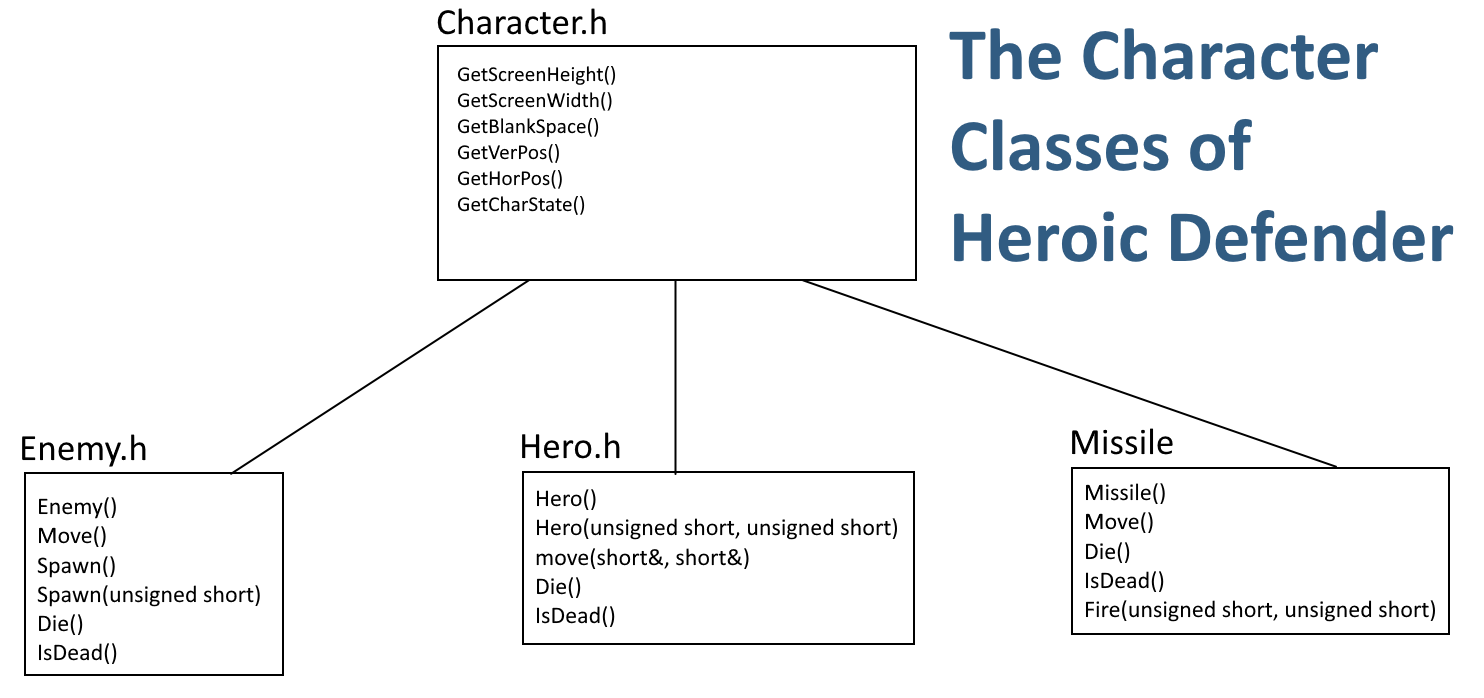 Character.h
GetScreenHeight()
GetScreenWidth()
GetBlankSpace()
GetVerPos()
GetHorPos()
GetCharState()
The Character
Classes of
Heroic Defender
Enemy.h
Enemy()
Move()
Spawn()
Spawn(unsigned short)
Die()
IsDead()
Hero.h
Hero()
Hero(unsigned short, unsigned short)
move(short&, short&)
Die()
IsDead()
Missile
Missile()
Move()
Die()
IsDead()
Fire(unsigned short, unsigned short)